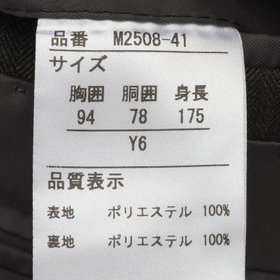 品番 M2508-41
サイズ
胸囲 胴囲 身長
94 78 175
Y6
品質表示
表地 ポリエステル 100%
裏地 ポリエステル 100%